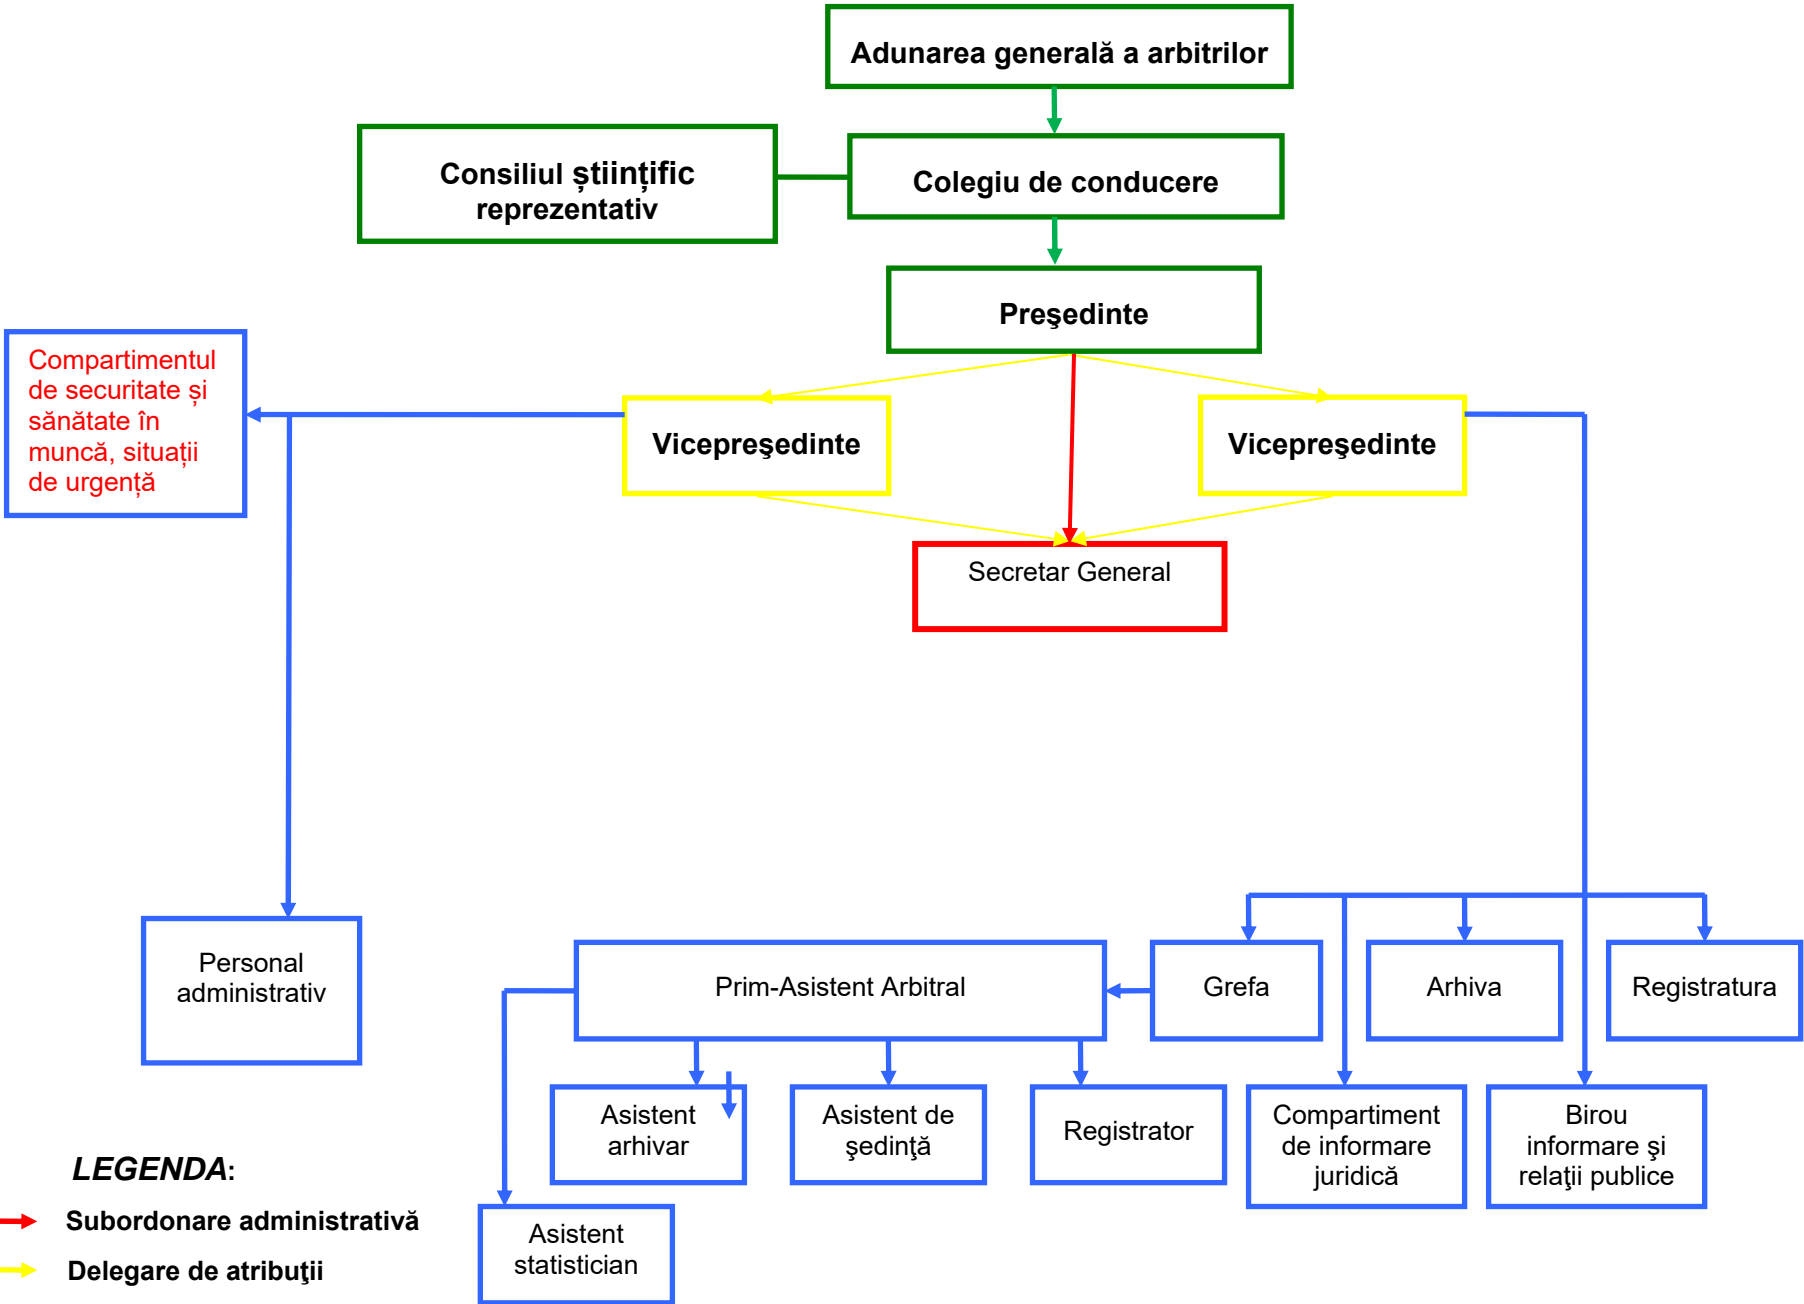 Adunarea generală a arbitrilor
Consiliul științific
reprezentativ
Colegiu de conducere
Preşedinte
Compartimentul
de securitate și
sănătate în
muncă, situații
de urgență
Vicepreşedinte
Vicepreşedinte
Secretar General
Personal
administrativ
Prim-Asistent Arbitral
Grefa
Arhiva
Registratura
Asistent
arhivar
Asistent de
şedinţă
Registrator
Compartiment
de informare
juridică
Birou
informare şi
relaţii publice
Asistent
statistician
LEGENDA:
Subordonare administrativă
Delegare de atribuţii